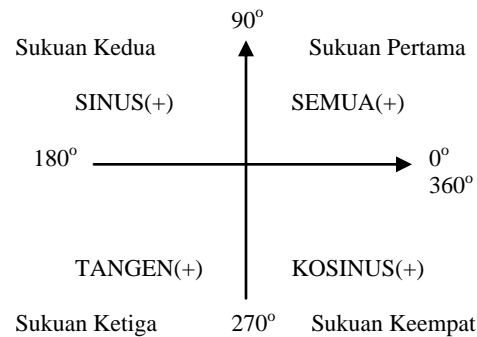 90°
Sukuan Kedua Sukuan Pertama
SINUS(+) SEMUA(+)
180° 0°
360°
TANGEN(+) KOSINUS(+)
Sukuan Ketiga 270° Sukuan Keempat